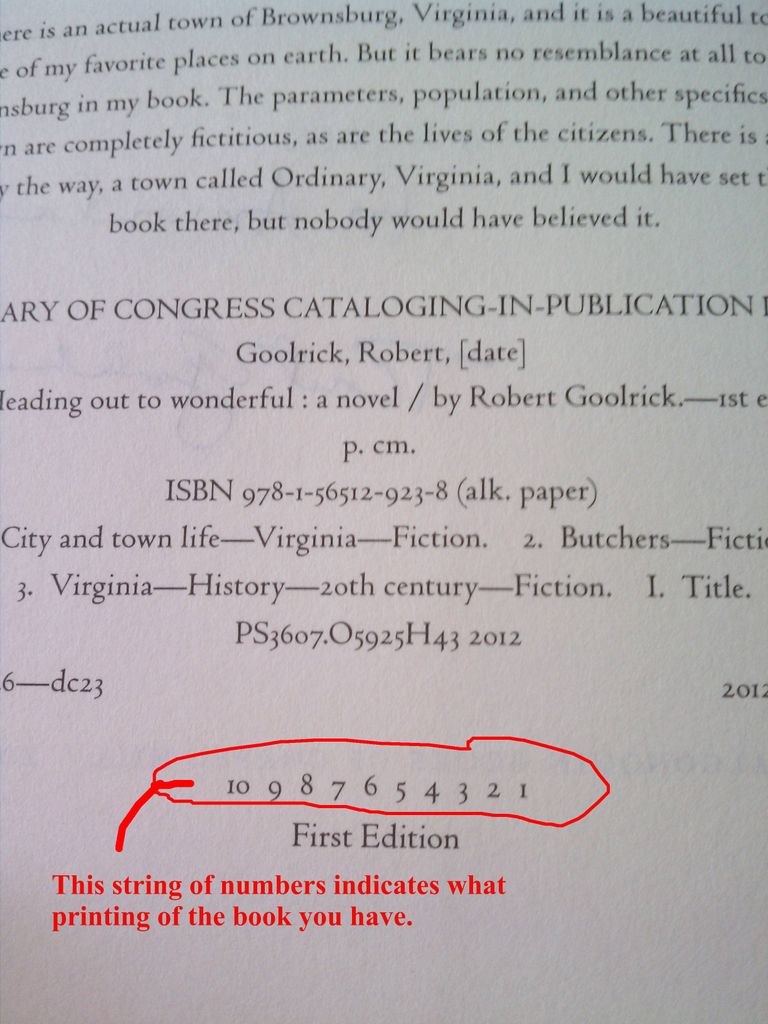 ere is an actual town of Brownsburg, Virginia, and it is a beautiful to
e of my favorite places on earth. But it bears no resemblance at all to
nsburg in my book. The parameters, population, and other specifics
n are completely fictitious, as are the lives of the citizens. There is a
y the way, a town called Ordinary, Virginia, and I would have set t
book there, but nobody would have believed it.
ARY OF CONGRESS CATALOGING-IN-PUBLICATION
Goolrick, Robert, [date]
Heading out to wonderful : a novel / by Robert Goolrick.—1st e
p. cm.
ISBN 978-1-56512-923-8 (alk. paper)
City and town life—Virginia—Fiction. 2. Butchers—Fictio
3. Virginia—History—20th century—Fiction. I. Title.
PS3607.O5925H43 2012
6—dc23 2012
10 9 8 7 6 5 4 3 2 1
First Edition
This string of numbers indicates what
printing of the book you have.